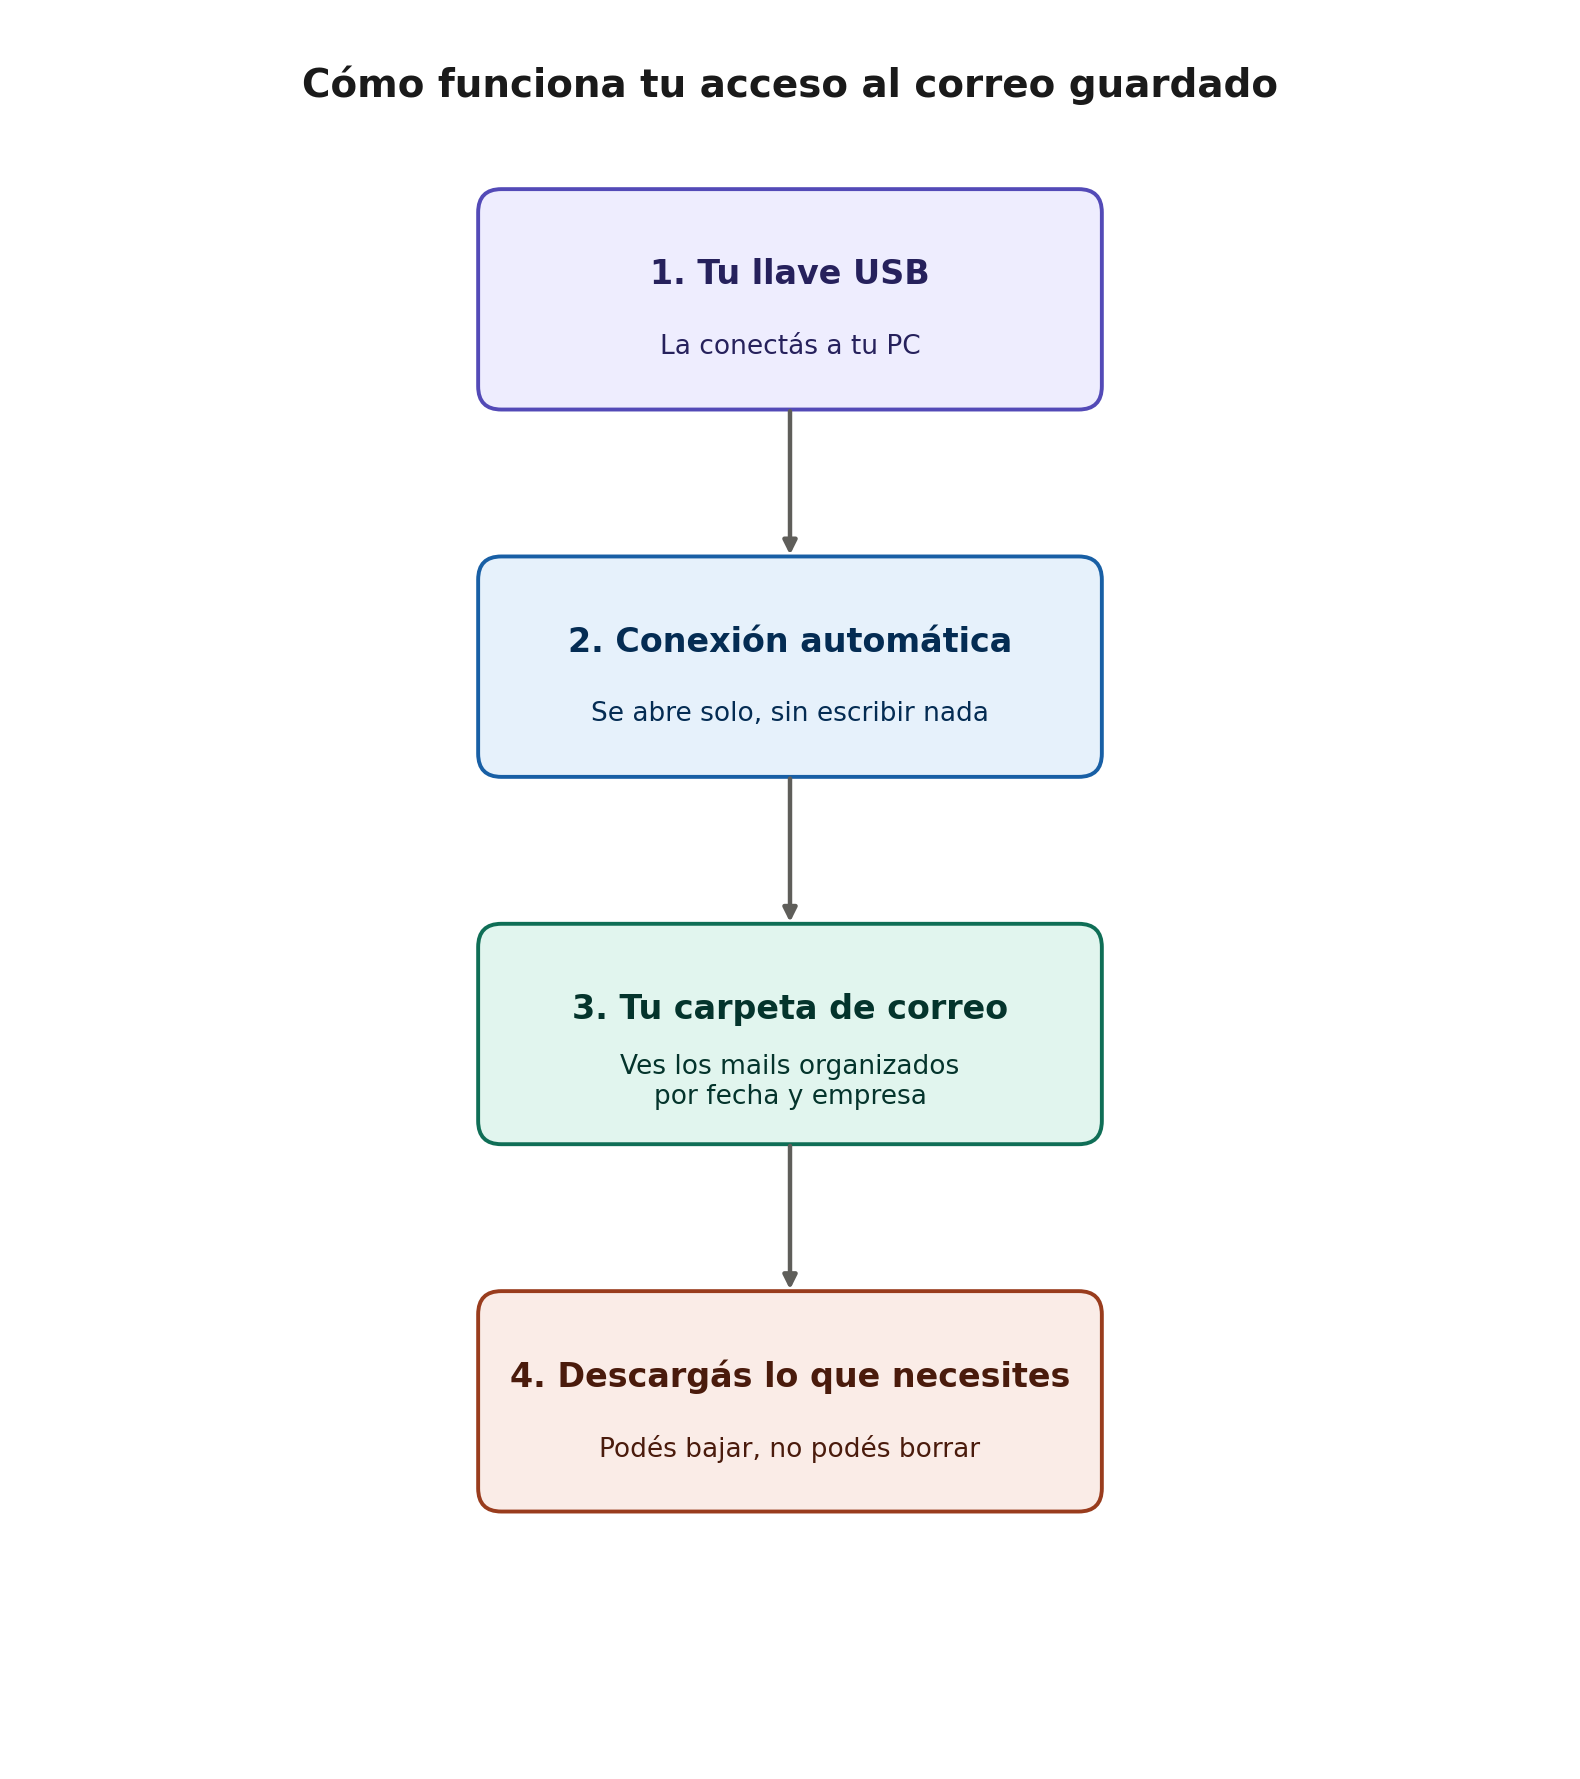 Cómo funciona tu acceso al correo guardado
1. Tu llave USB
La conectás a tu PC
2. Conexión automática
Se abre solo, sin escribir nada
3. Tu carpeta de correo
Ves los mails organizados
por fecha y empresa
4. Descargás lo que necesites
Podés bajar, no podés borrar